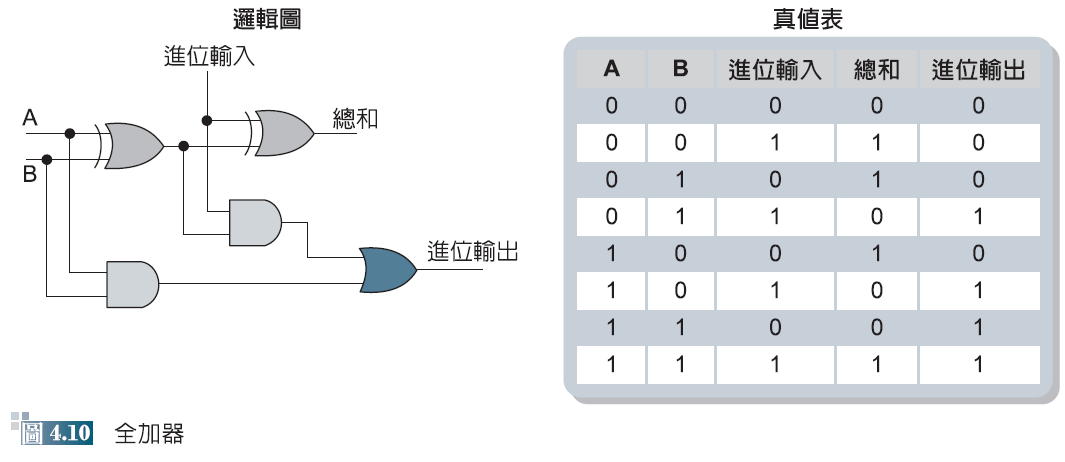 邏輯圖
進位輸入
A
總和
B
進位輸出
真值表
A B 進位輸入 總和 進位輸出
0 0 0 0 0
0 0 1 1 0
0 1 0 1 0
0 1 1 0 1
1 0 0 1 0
1 0 1 0 1
1 1 0 0 1
1 1 1 1 1
圖 4.10 全加器